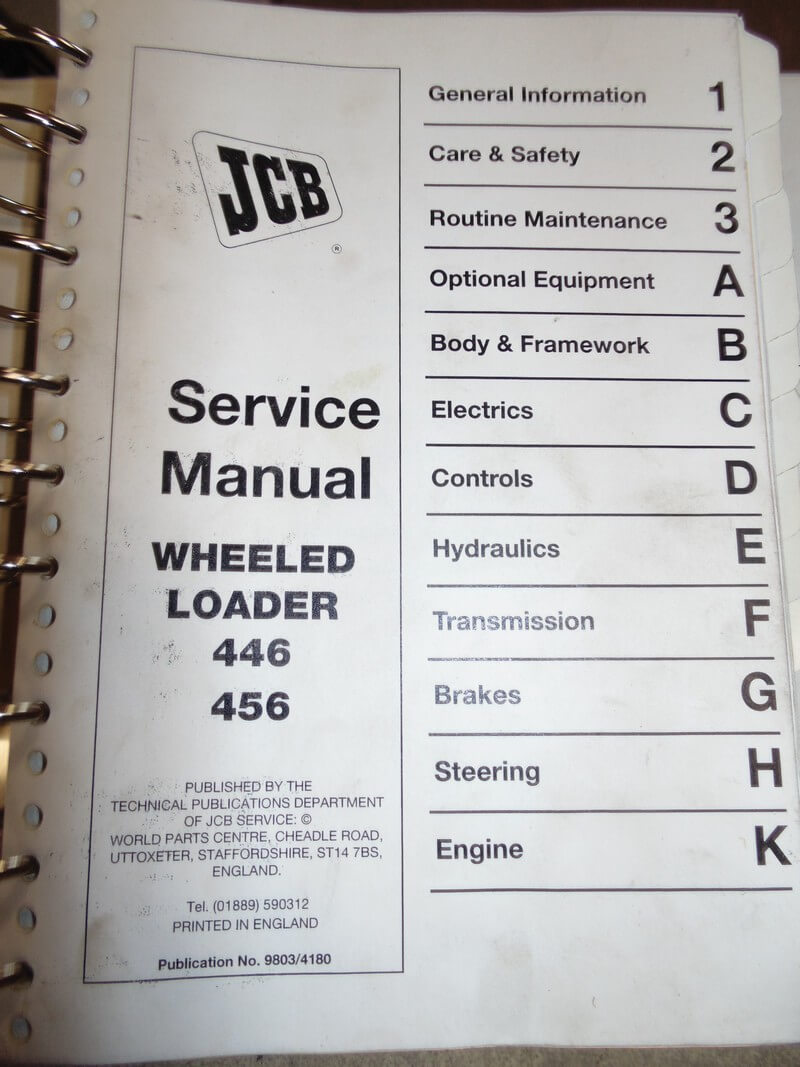 JCB
®
Service
Manual
WHEELED
LOADER
446
456
PUBLISHED BY THE
TECHNICAL PUBLICATIONS DEPARTMENT
OF JCB SERVICE: ©
WORLD PARTS CENTRE, CHEADLE ROAD,
UTTOXETER, STAFFORDSHIRE, ST14 7BS,
ENGLAND.
Tel. (01889) 590312
PRINTED IN ENGLAND
Publication No. 9803/4180
General Information 1
Care & Safety 2
Routine Maintenance 3
Optional Equipment A
Body & Framework B
Electrics C
Controls D
Hydraulics E
Transmission F
Brakes G
Steering H
Engine K